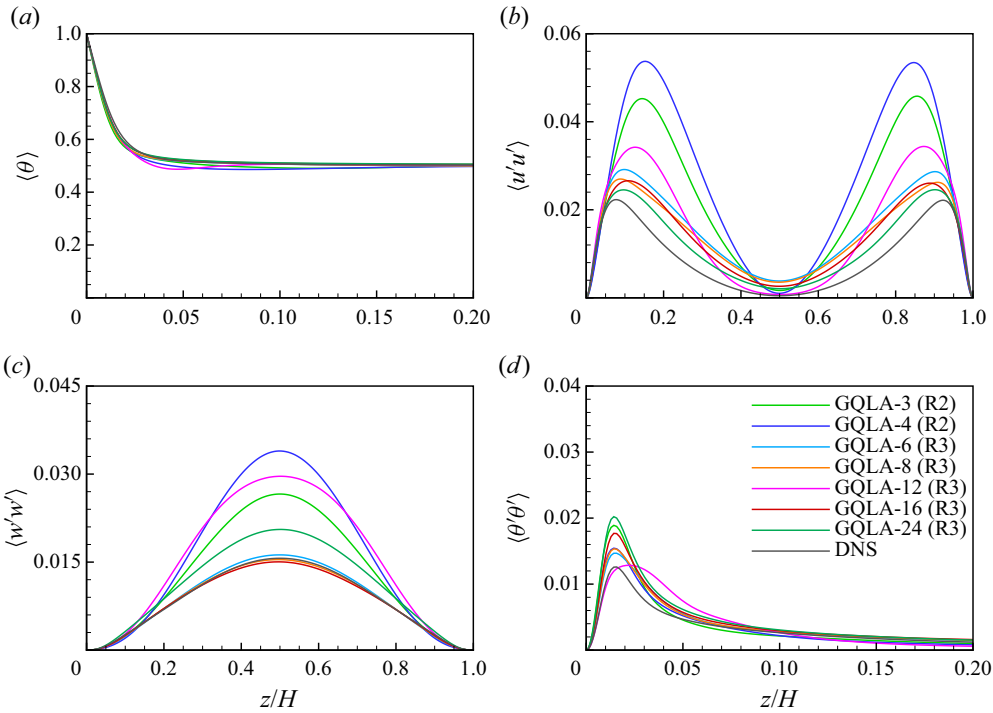 (a)
(b)
1.0
0.8
0.6
0.4
0.2
⟨θ⟩
0
0.05
0.10
0.15
0.20
0.06
0.04
0.02
⟨u′u′⟩
0
0.2
0.4
0.6
0.8
1.0
(c)
(d)
0.045
0.030
0.015
⟨w′w′⟩
0
0.2
0.4
0.6
0.8
1.0
z/H
0.04
0.03
0.02
0.01
⟨θ′θ′⟩
GQLA-3 (R2)
GQLA-4 (R2)
GQLA-6 (R3)
GQLA-8 (R3)
GQLA-12 (R3)
GQLA-16 (R3)
GQLA-24 (R3)
DNS
0
0.05
0.10
0.15
0.20
z/H